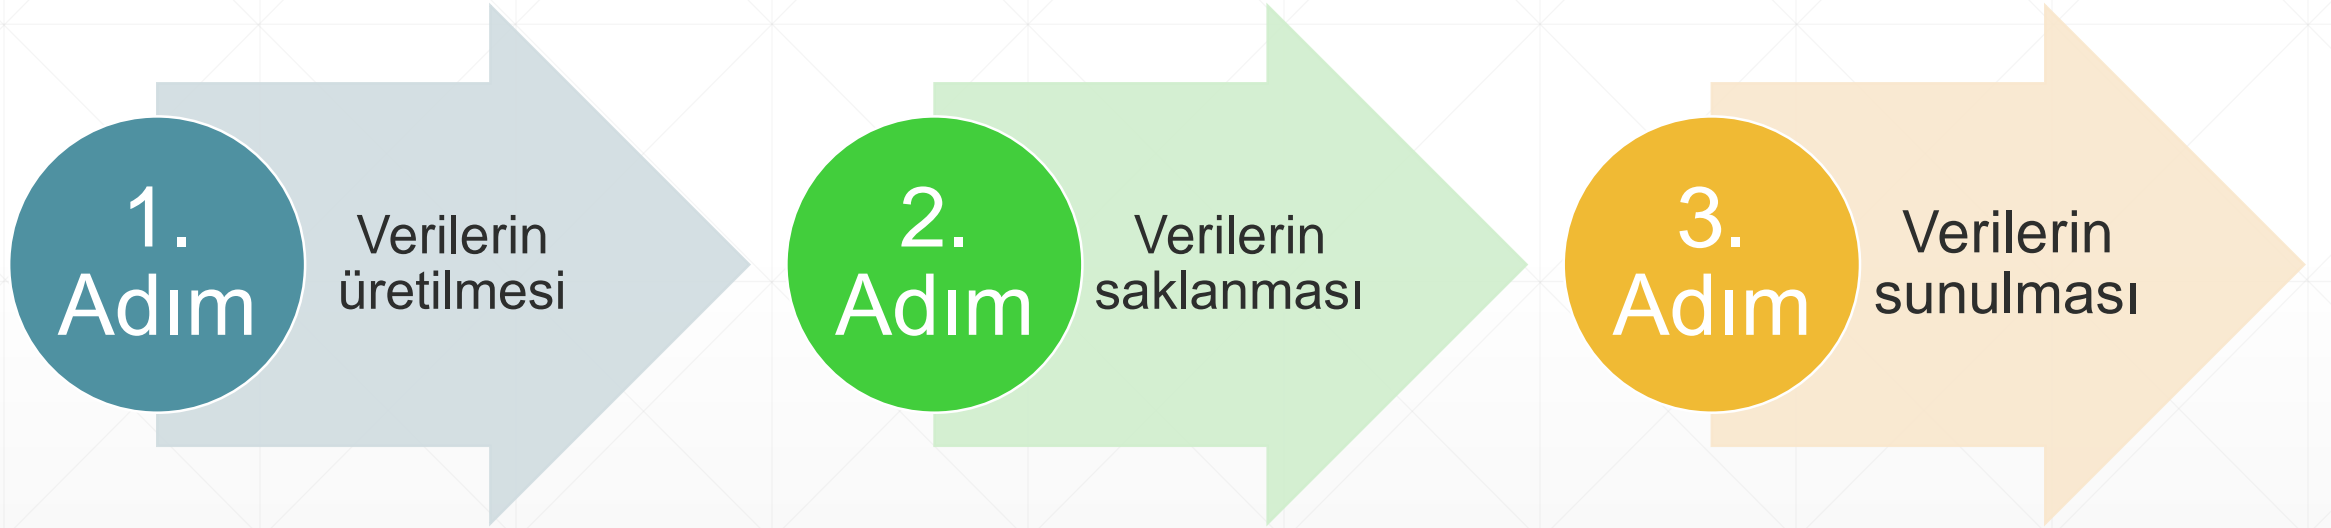 1.
Adım
Verilerin
üretilmesi
2.
Adım
Verilerin
saklanması
3.
Adım
Verilerin
sunulması